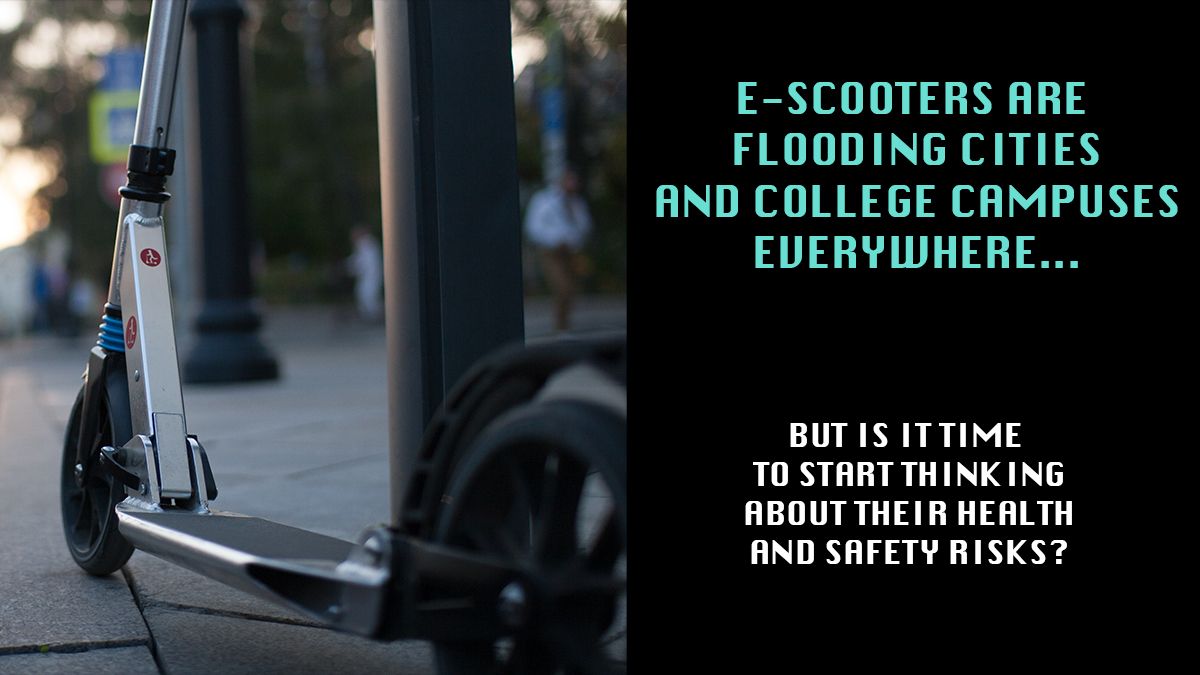 E-SCOOTERS ARE
FLOODING CITIES
AND COLLEGE CAMPUSES
EVERYWHERE...
BUT IS IT TIME
TO START THINKING
ABOUT THEIR HEALTH
AND SAFETY RISKS?